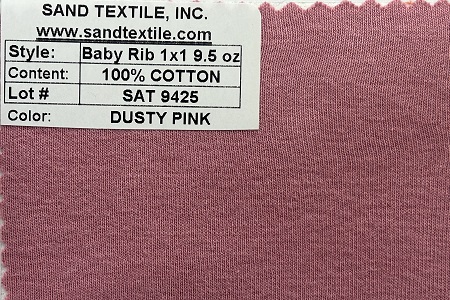 SAND TEXTILE, INC.
www.sandtextile.com
Style: Baby Rib 1x1 9.5 oz
Content: 100% COTTON
Lot # SAT 9425
Color: DUSTY PINK